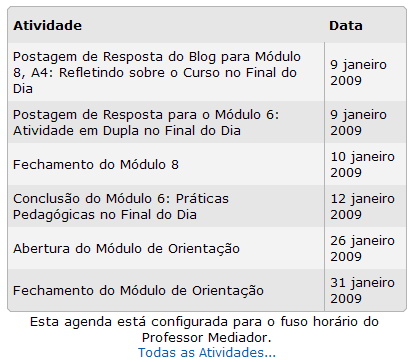 Atividade Data
Postagem de Resposta do Blog para Módulo
8, A4: Refletindo sobre o Curso no Final do
Dia
9 janeiro
2009
Postagem de Resposta para o Módulo 6:
Atividade em Dupla no Final do Dia
9 janeiro
2009
Fechamento do Módulo 8
10 janeiro
2009
Conclusão do Módulo 6: Práticas
Pedagógicas no Final do Dia
12 janeiro
2009
Abertura do Módulo de Orientação
26 janeiro
2009
Fechamento do Módulo de Orientação
31 janeiro
2009
Esta agenda está configurada para o fuso horário do
Professor Mediador.
Todas as Atividades...